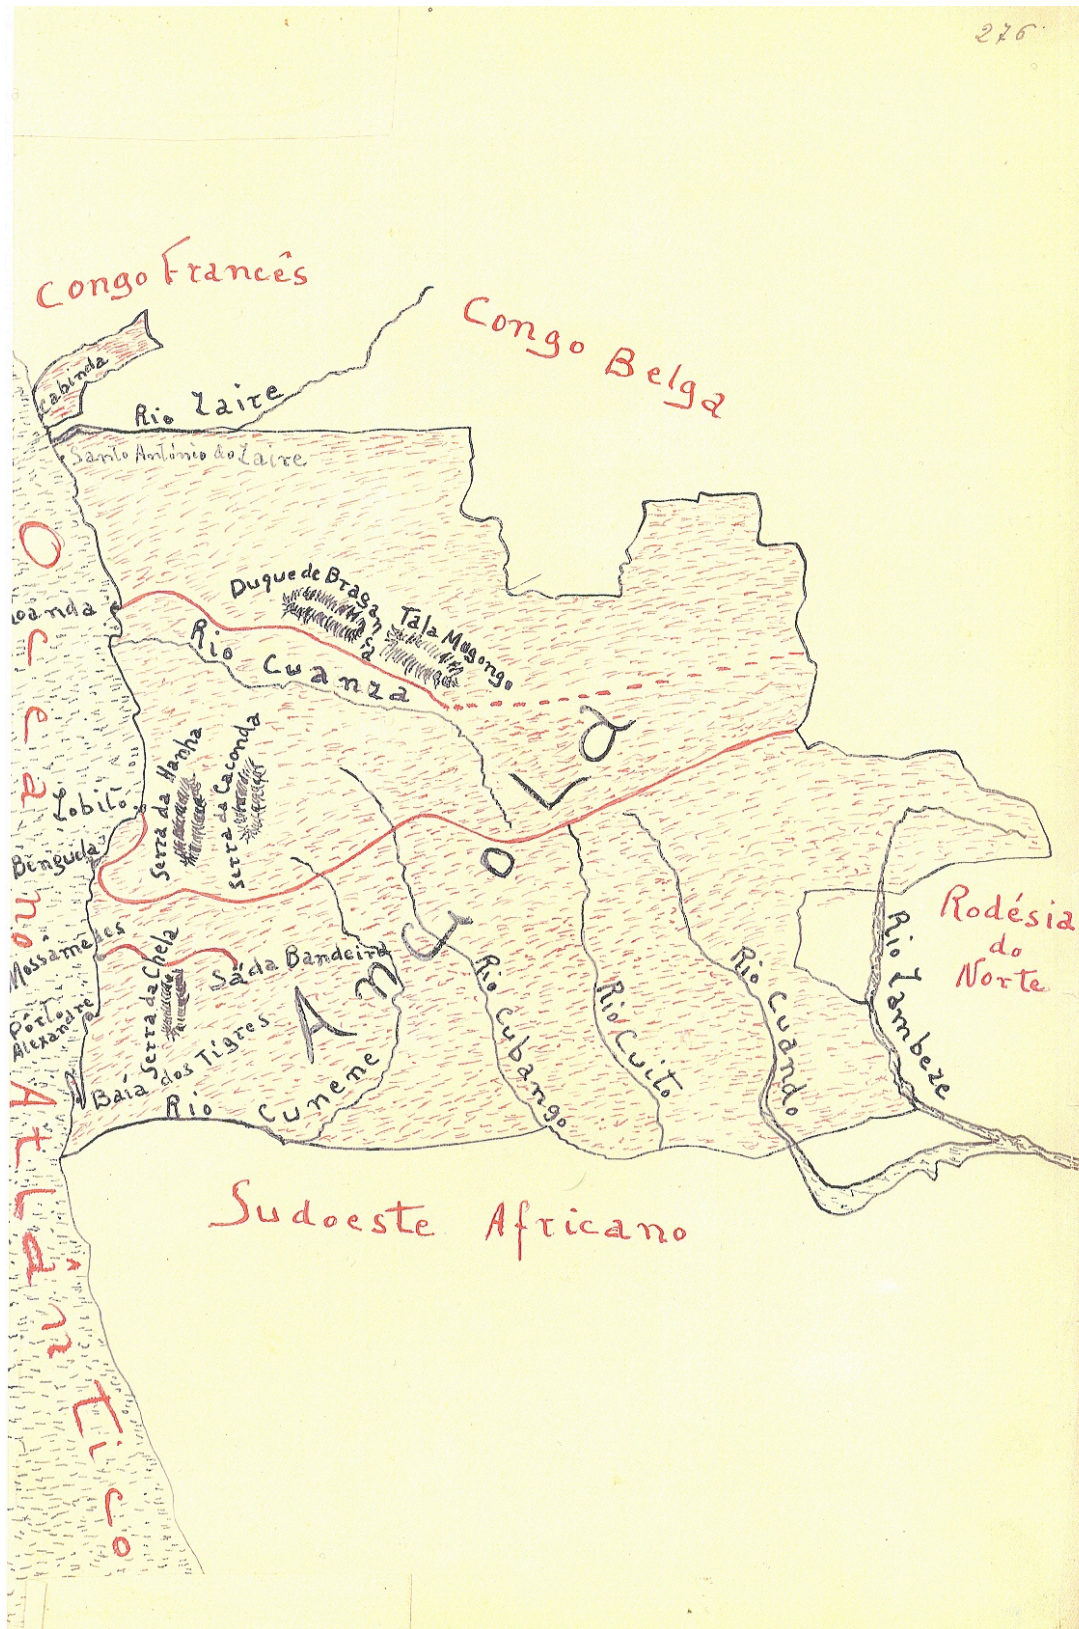 276
Congo Francês
Congo Belga
Cabinda
Rio Zaire
Santo António do Zaire
Duque de Bragansa
Tala Mugongo
Loanda
Rio Cuanza
Serra da Hanha
Serra da Caconda
Lobito
Benguela
Angola
Rodésia
do
Norte
Mossamedes
Serra da Chela
Sá da Bandeira
Pôrto
Alexandre
Baía dos Tigres
Rio Cunene
Rio Cubango
Rio Cuito
Rio Cuando
Rio Zambeze
Oceano Atlântico
Sudoeste Africano